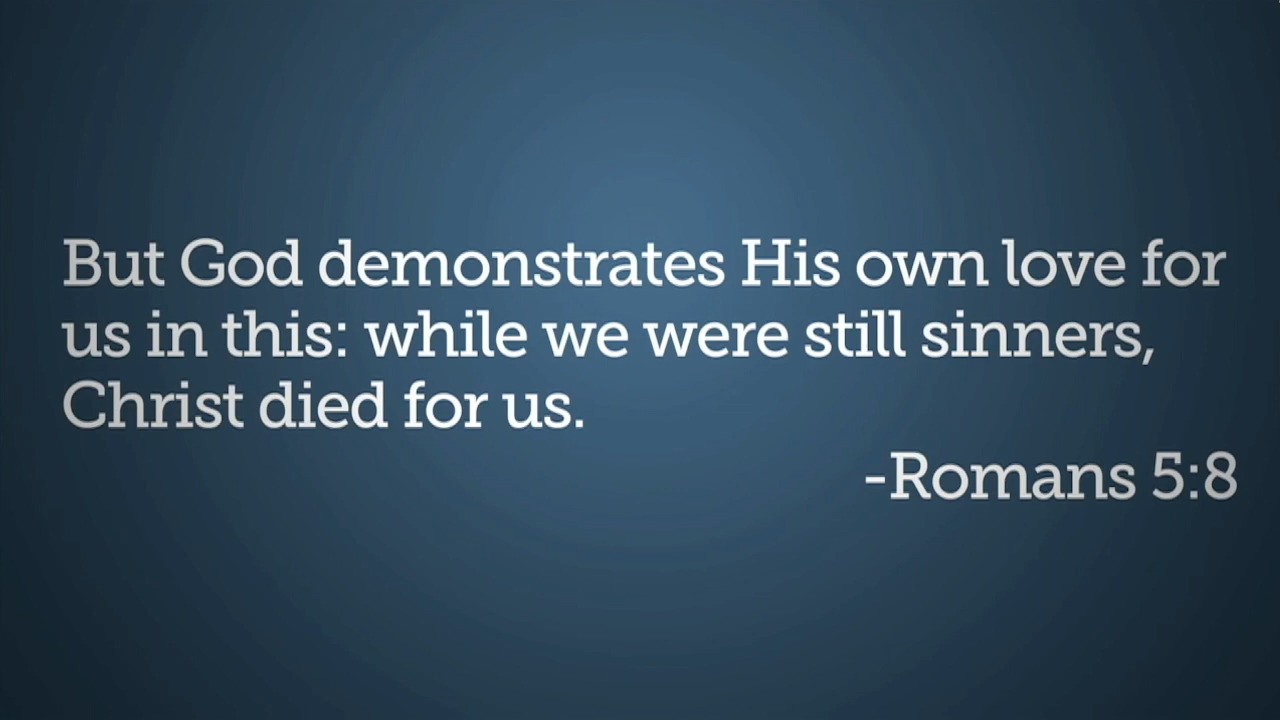 But God demonstrates His own love for
us in this: while we were still sinners,
Christ died for us.
-Romans 5:8